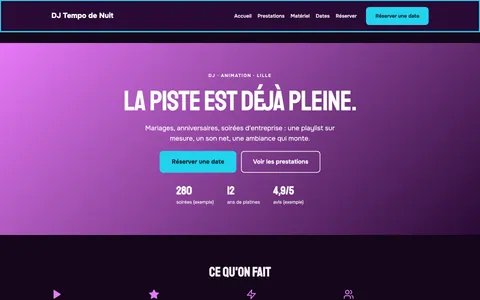 DJ Tempo de Nuit
Accueil Prestations Matériel Dates Réserver Réserver une date
DJ · ANIMATION · LILLE
LA PISTE EST DÉJÀ PLEINE.
Mariages, anniversaires, soirées d'entreprise : une playlist sur
mesure, un son net, une ambiance qui monte.
Réserver une date Voir les prestations
280 12 4,9/5
soirées (exemple) ans de platines avis (exemple)
CE QU'ON FAIT